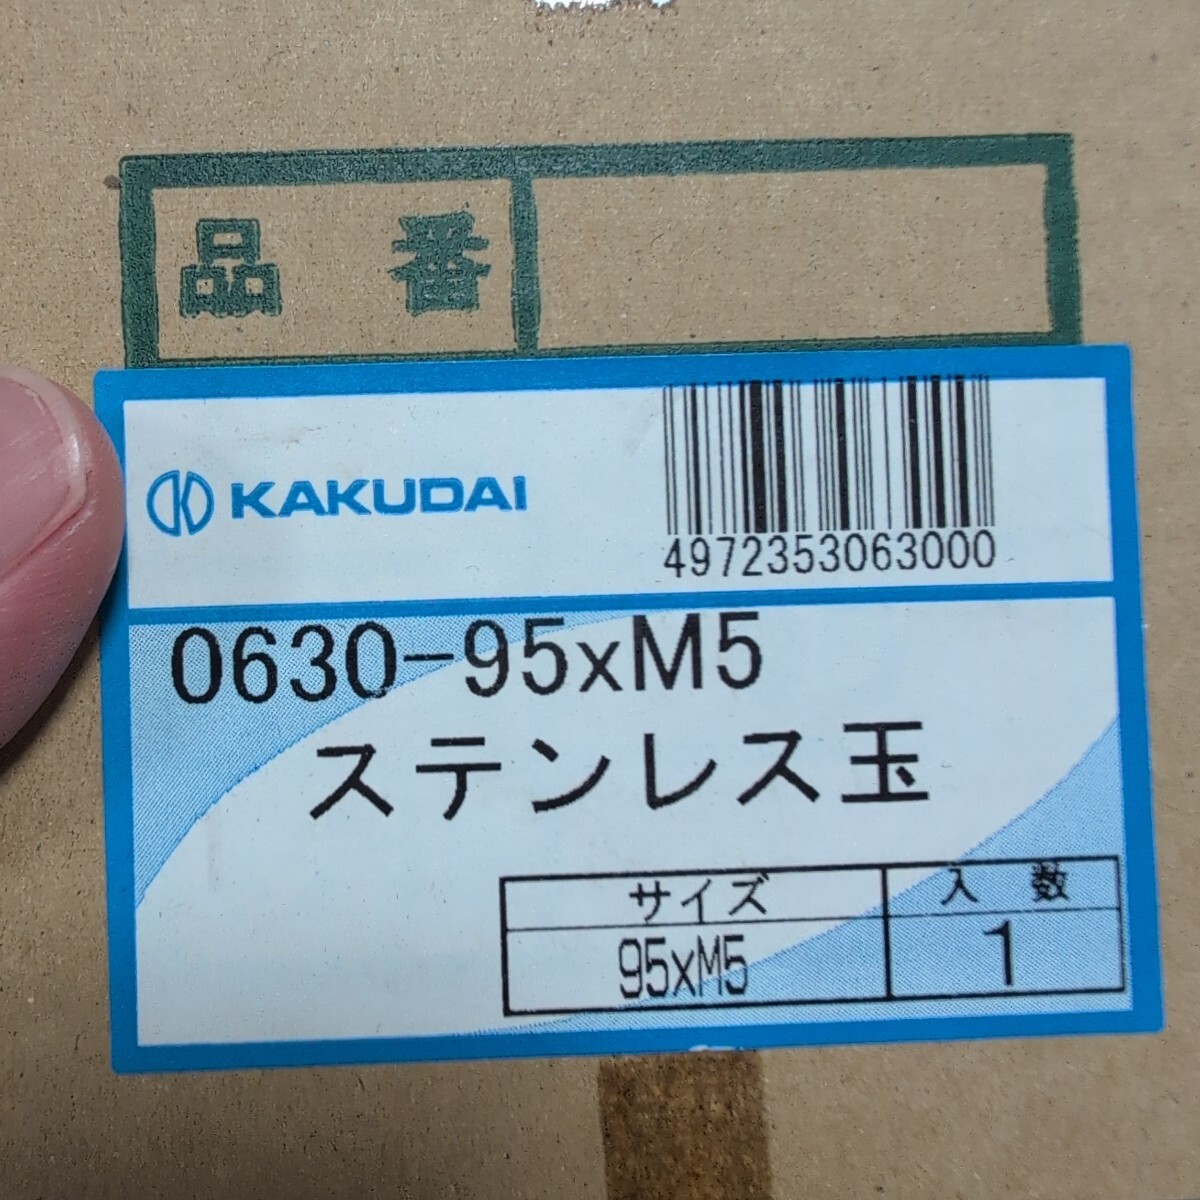 品番
KAKUDAI
4972353063000
0630-95xM5
ステンレス玉
サイズ 入数
95xM5 1